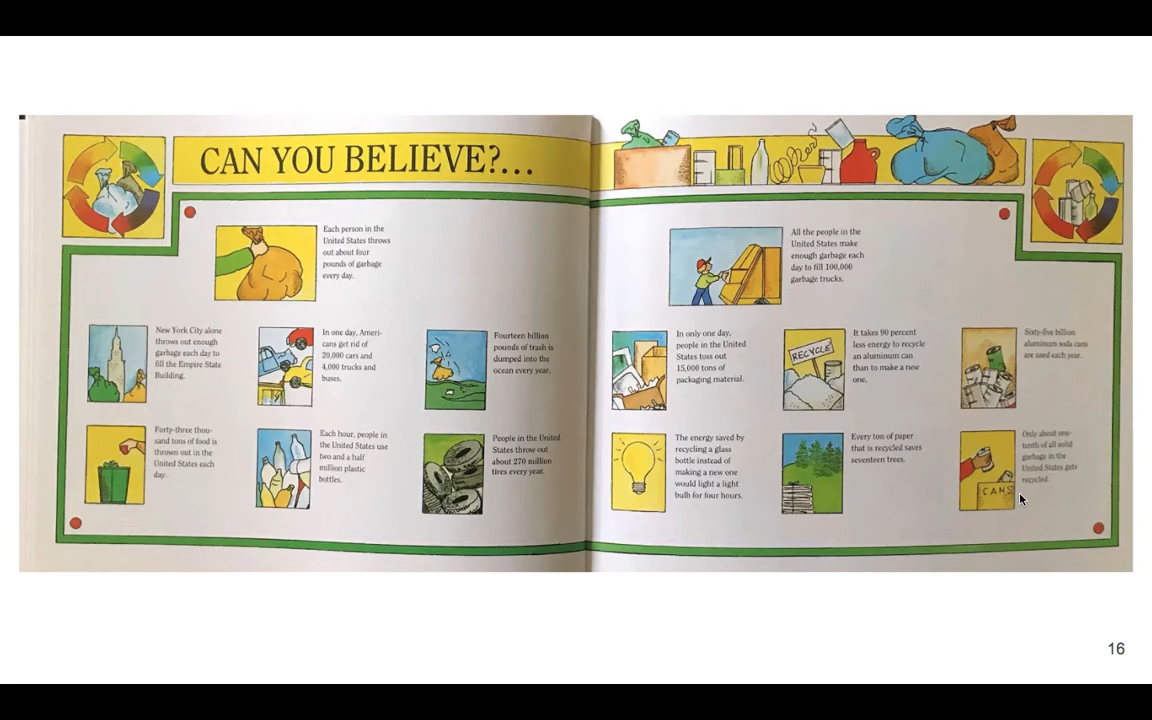 CAN YOU BELIEVE?...
Each person in the
United States throws
out about four
pounds of garbage
every day.
New York City alone
throws out enough
garbage each day to
fill the Empire State
Building.
In one day, Ameri-
cans get rid of
20,000 cars and
4,000 trucks and
buses.
Fourteen billion
pounds of trash is
dumped into the
ocean every year.
Forty-three thou-
sand tons of food is
thrown out in the
United States each
day.
Each hour, people in
the United States use
two and a half
million plastic
bottles.
People in the United
States throw out
about 270 million
tires every year.
All the people in the
United States make
enough garbage each
day to fill 100,000
garbage trucks.
In only one day,
people in the United
States toss out
15,000 tons of
packaging material.
RECYCLE
It takes 90 percent
less energy to recycle
an aluminum can
than to make a new
one.
Sixty-five billion
aluminum soda cans
are used each year.
The energy saved by
recycling a glass
bottle instead of
making a new one
would light a light
bulb for four hours.
Every ton of paper
that is recycled saves
seventeen trees.
CANS
Only about one-
tenth of all solid
garbage in the
United States gets
recycled.
16